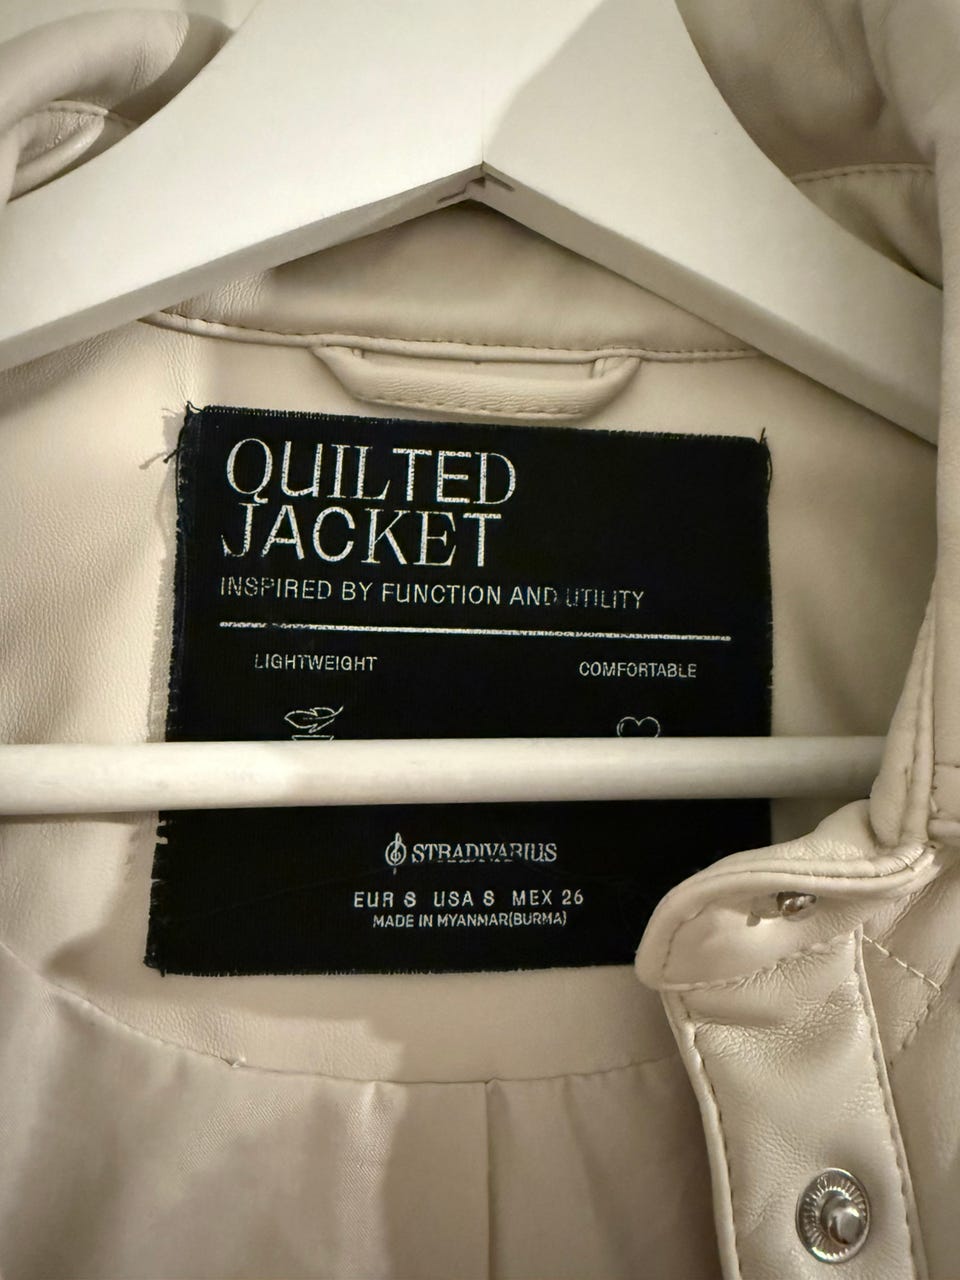 QUILTED
JACKET
INSPIRED BY FUNCTION AND UTILITY
LIGHTWEIGHT COMFORTABLE
STRADIVARIUS
EUR S USA S MEX 26
MADE IN MYANMAR(BURMA)